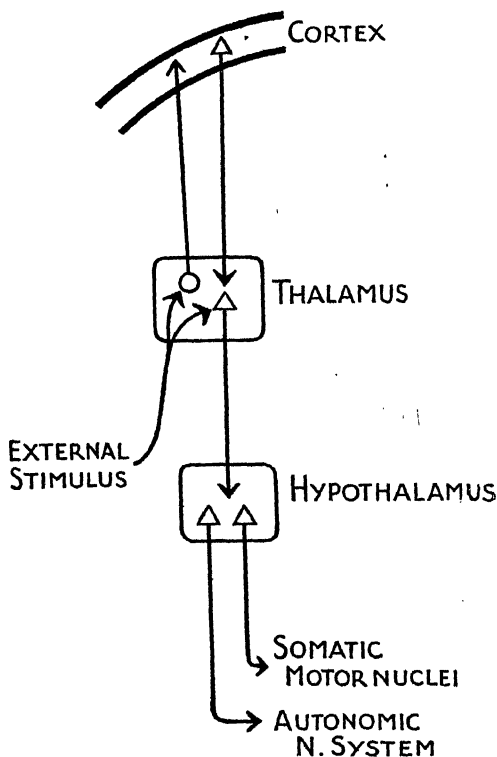 CORTEX
THALAMUS
EXTERNAL
STIMULUS
HYPOTHALAMUS
SOMATIC
MOTOR NUCLEI
AUTONOMIC
N. SYSTEM